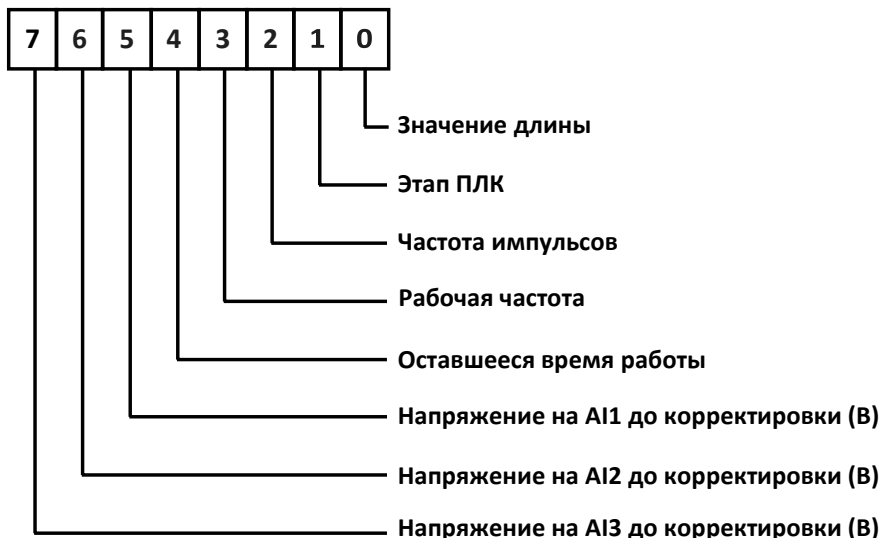 7 6 5 4 3 2 1 0
Значение длины
Этап ПЛК
Частота импульсов
Рабочая частота
Оставшееся время работы
Напряжение на AI1 до корректировки (В)
Напряжение на AI2 до корректировки (В)
Напряжение на AI3 до корректировки (В)